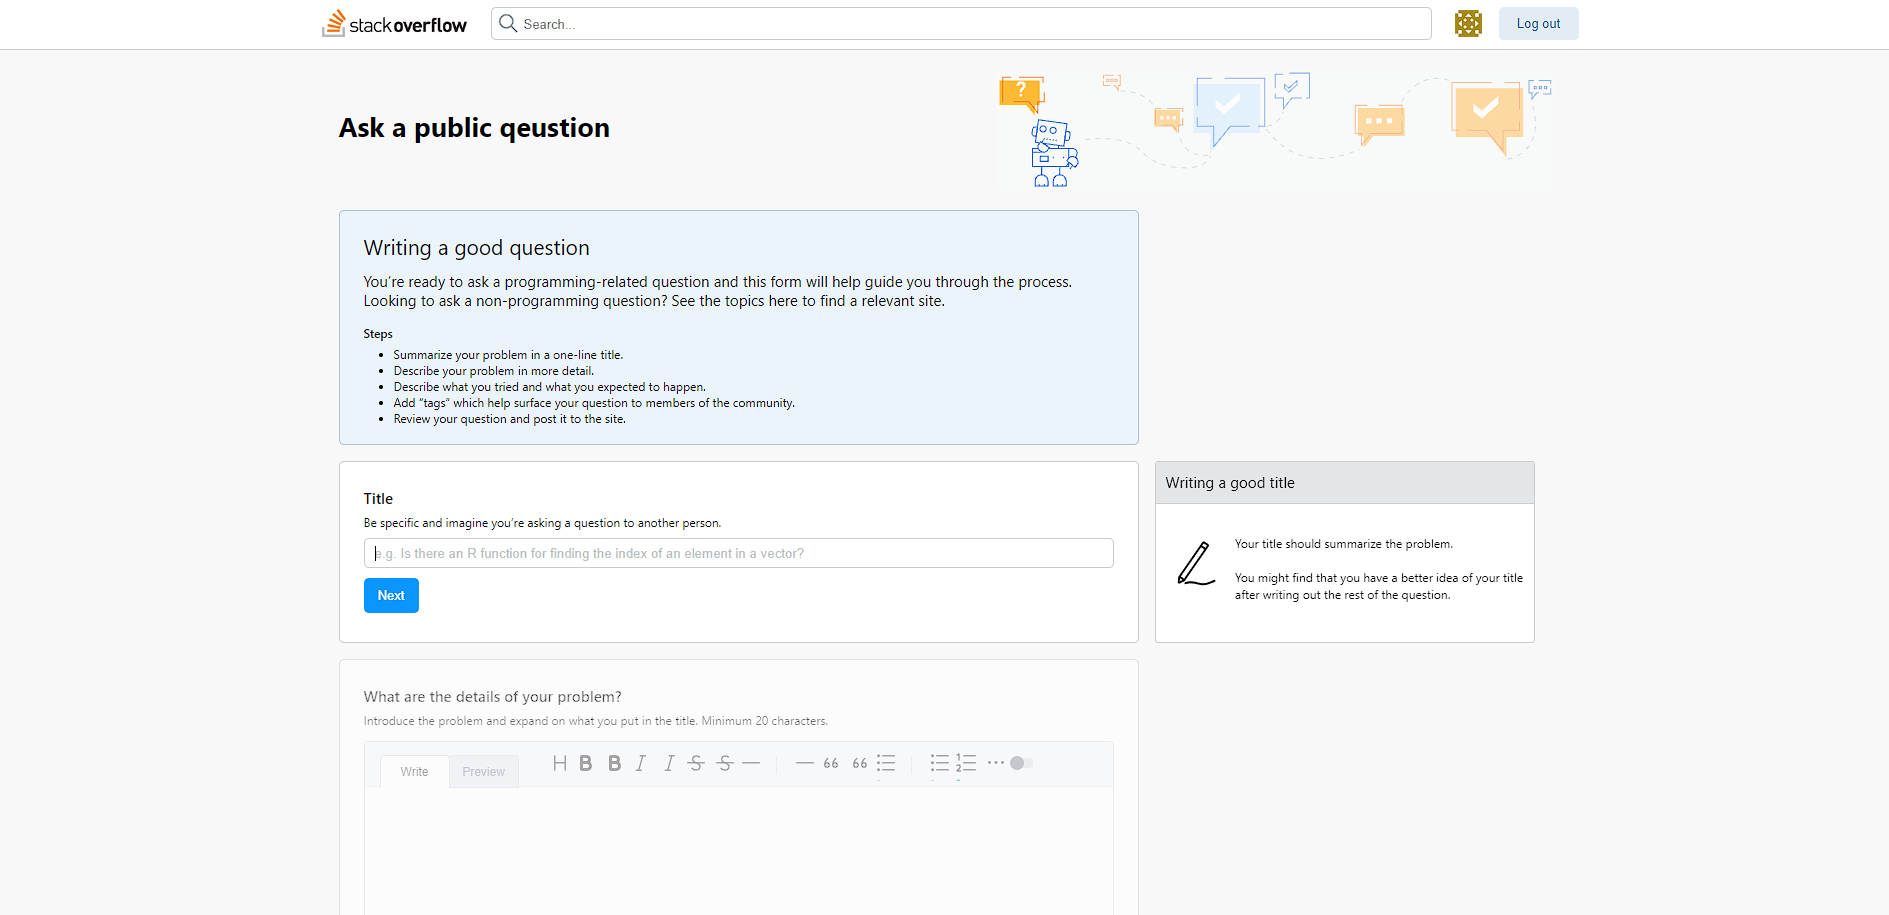 stack overflow
Search...
Log out
?
Ask a public qeustion
Writing a good question
You're ready to ask a programming-related question and this form will help guide you through the process.
Looking to ask a non-programming question? See the topics here to find a relevant site.
Steps
Summarize your problem in a one-line title.
Describe your problem in more detail.
Describe what you tried and what you expected to happen.
Add "tags" which help surface your question to members of the community.
Review your question and post it to the site.
Title
Be specific and imagine you're asking a question to another person.
e.g. Is there an R function for finding the index of an element in a vector?
Next
Writing a good title
Your title should summarize the problem.
You might find that you have a better idea of your title
after writing out the rest of the question.
What are the details of your problem?
Introduce the problem and expand on what you put in the title. Minimum 20 characters.
Write
Preview
H B B I I S S